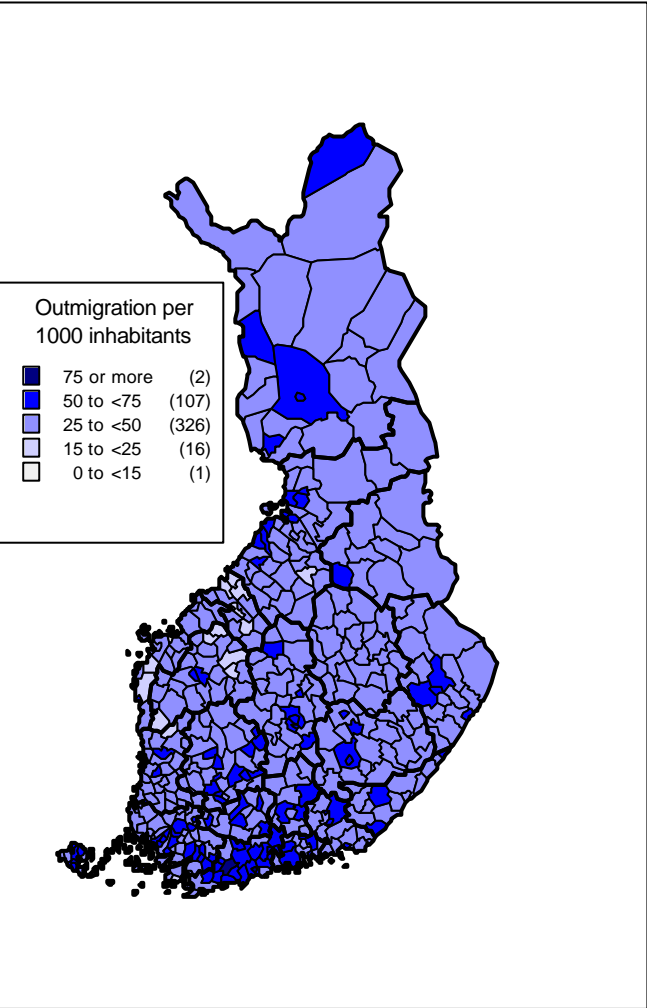 Outmigration per
1000 inhabitants
75 or more (2)
50 to <75 (107)
25 to <50 (326)
15 to <25 (16)
0 to <15 (1)